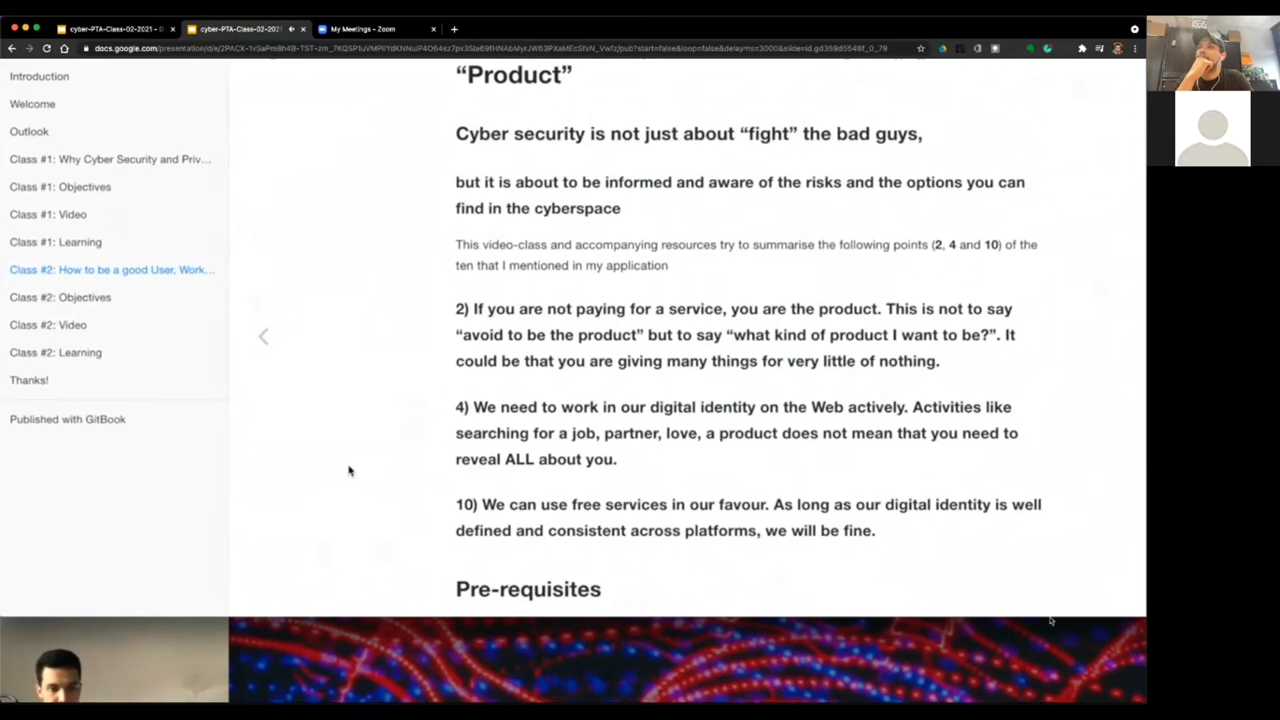 cyber-PTA-Class-02-2021 - G
cyber-PTA-Class-02-2021
My Meetings - Zoom
Introduction
Welcome
Outlook
Class #1: Why Cyber Security and Priv...
Class #1: Objectives
Class #1: Video
Class #1: Learning
Class #2: How to be a good User, Work...
Class #2: Objectives
Class #2: Video
Class #2: Learning
Thanks!
Published with GitBook
“Product”
Cyber security is not just about “fight” the bad guys,
but it is about to be informed and aware of the risks and the options you can
find in the cyberspace
This video-class and accompanying resources try to summarise the following points (2, 4 and 10) of the
ten that I mentioned in my application
2) If you are not paying for a service, you are the product. This is not to say
“avoid to be the product” but to say “what kind of product I want to be?”. It
could be that you are giving many things for very little of nothing.
4) We need to work in our digital identity on the Web actively. Activities like
searching for a job, partner, love, a product does not mean that you need to
reveal ALL about you.
10) We can use free services in our favour. As long as our digital identity is well
defined and consistent across platforms, we will be fine.
Pre-requisites